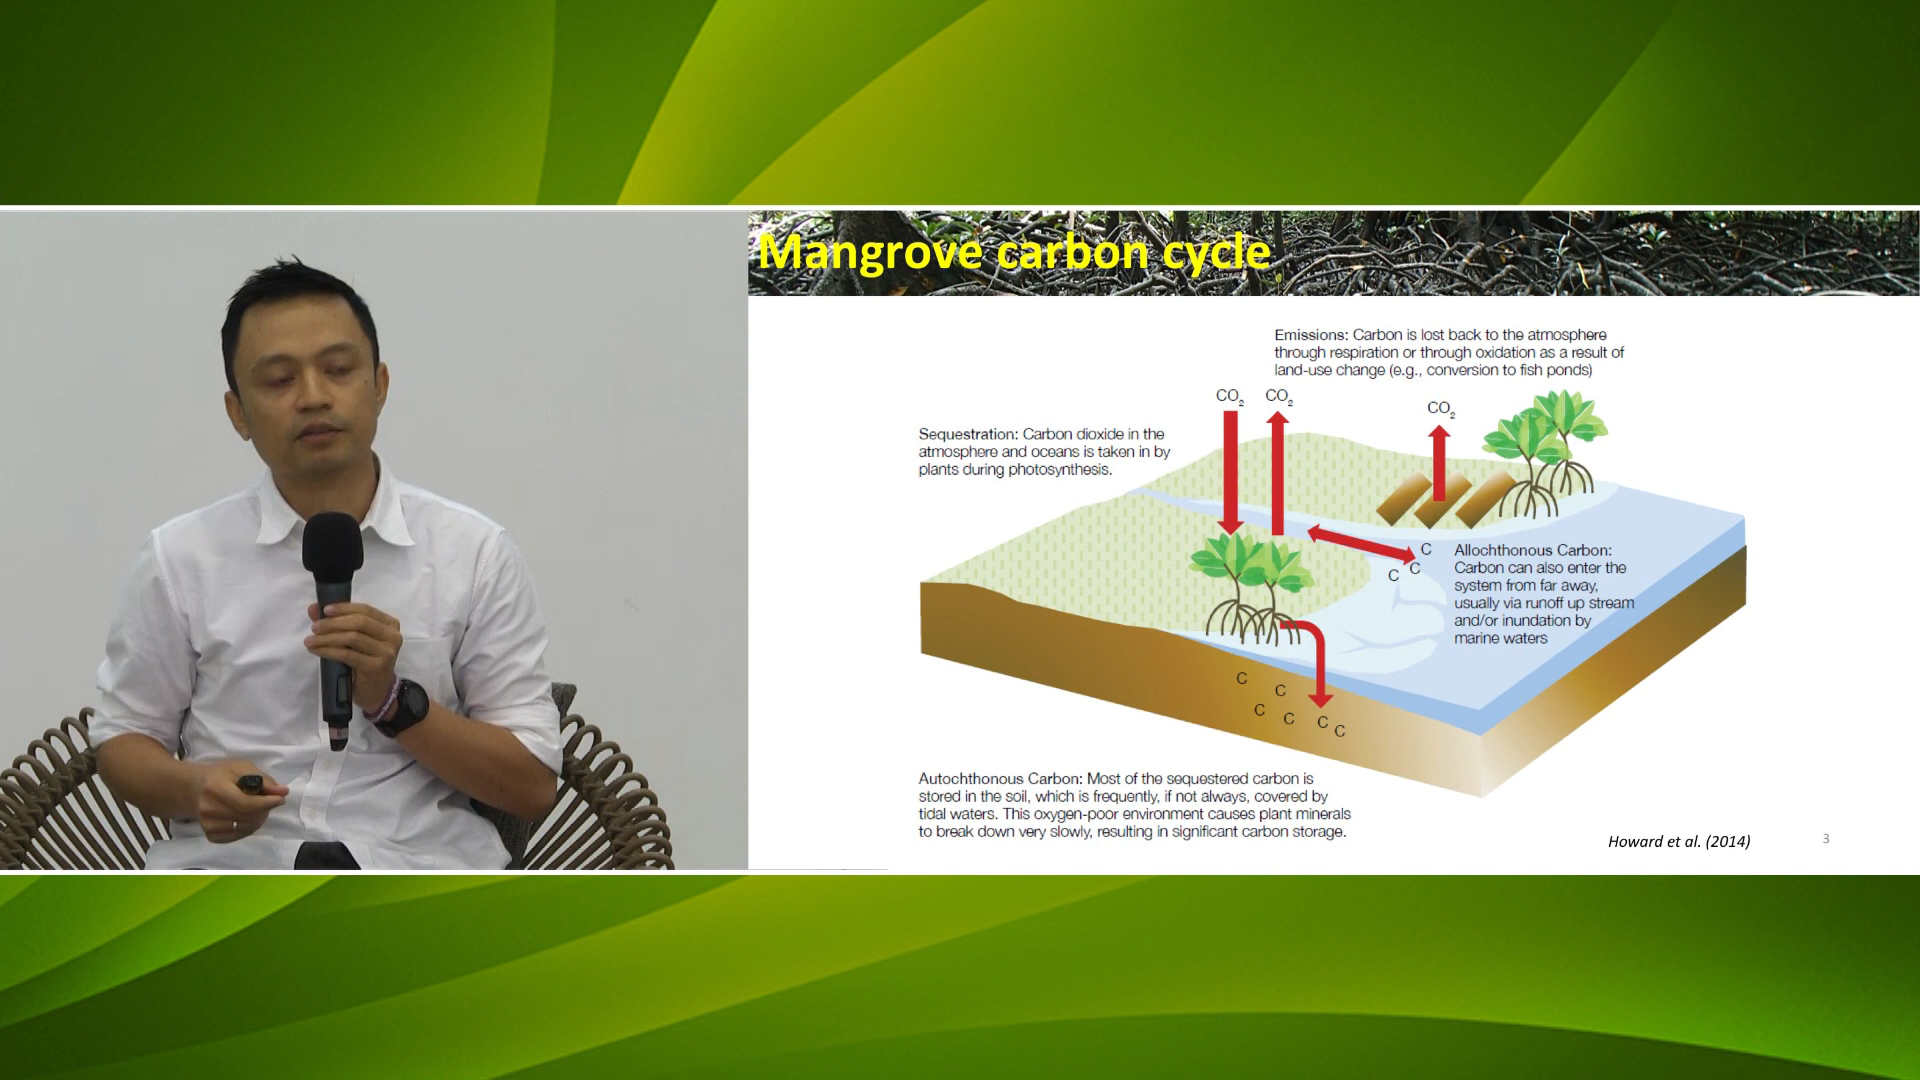 Mangrove carbon cycle
Emissions: Carbon is lost back to the atmosphere
through respiration or through oxidation as a result of
land-use change (e.g., conversion to fish ponds)
CO2
CO2
CO2
Sequestration: Carbon dioxide in the
atmosphere and oceans is taken in by
plants during photosynthesis.
C
C
C
Allochthonous Carbon:
Carbon can also enter the
system from far away,
usually via runoff up stream
and/or inundation by
marine waters
C
C
C
C
C
C
Autochthonous Carbon: Most of the sequestered carbon is
stored in the soil, which is frequently, if not always, covered by
tidal waters. This oxygen-poor environment causes plant minerals
to break down very slowly, resulting in significant carbon storage.
Howard et al. (2014)
3